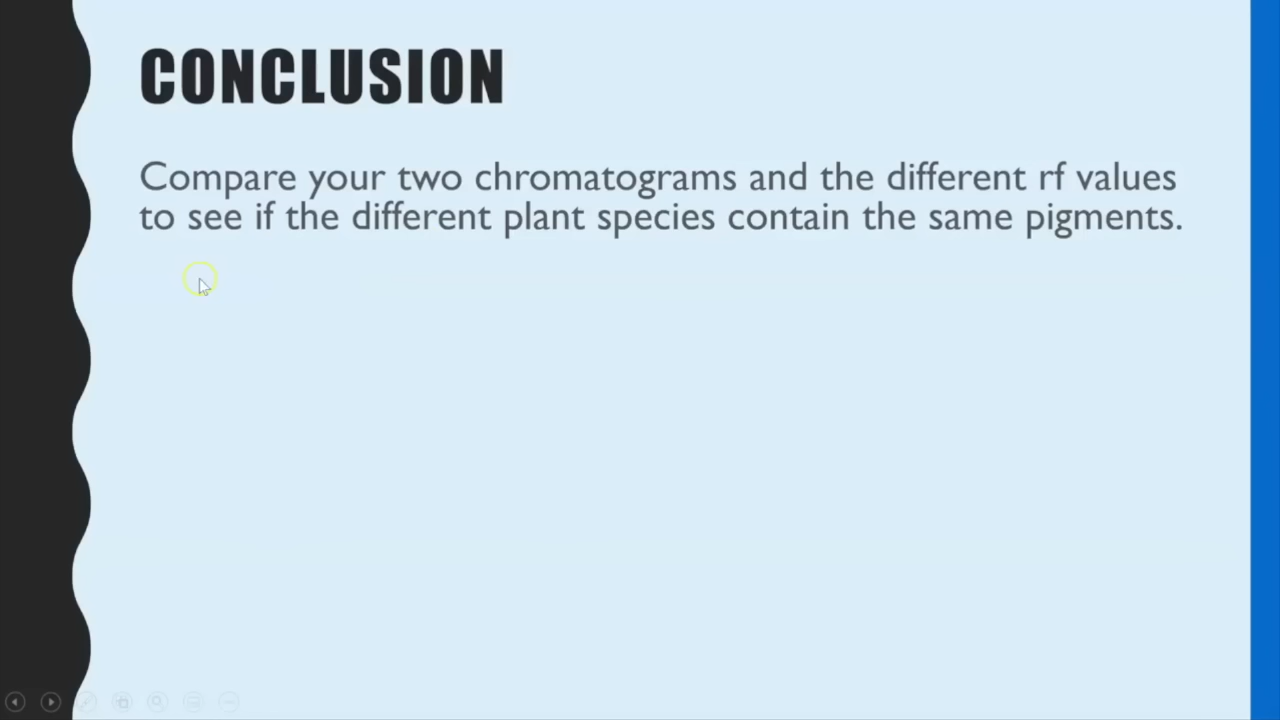 CONCLUSION
Compare your two chromatograms and the different rf values
to see if the different plant species contain the same pigments.